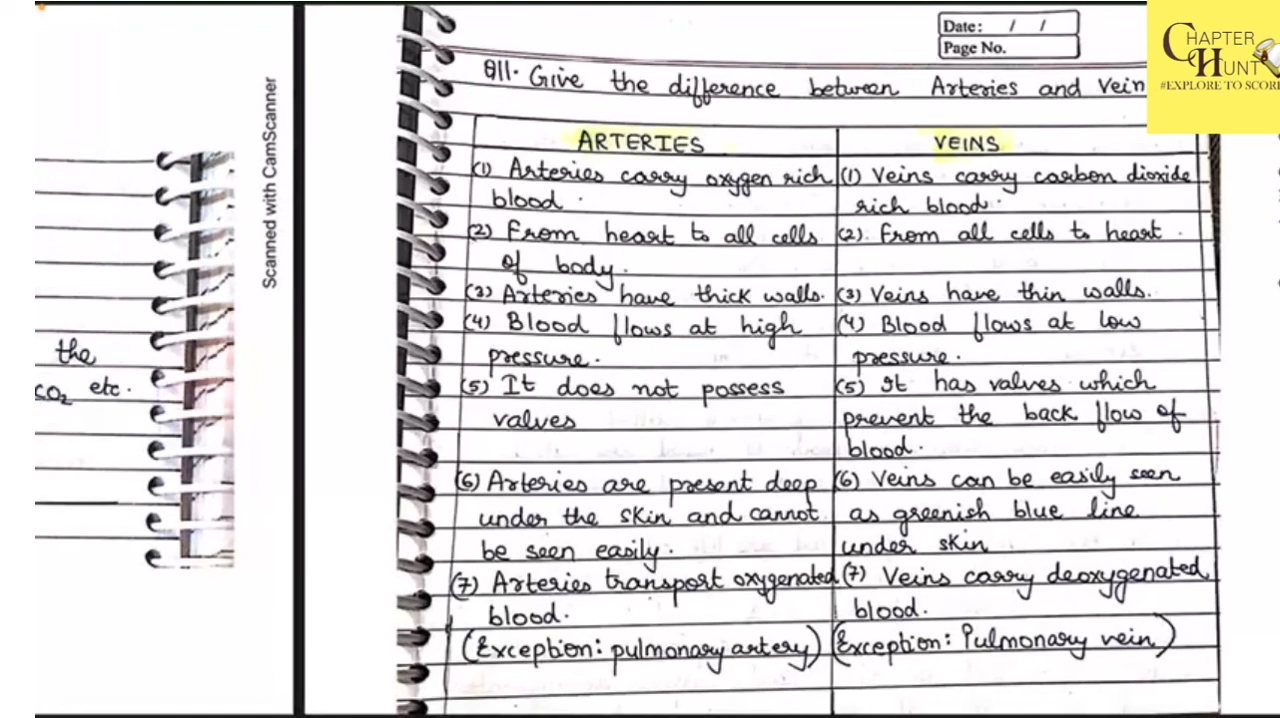 Date: / /
Page No.
CHAPTER
HUNT
#EXPLORE TO SCORE
Scanned with CamScanner
the
CO₂ etc.
Q11. Give the difference between Arteries and Vein
ARTERIES
(1) Arteries carry oxygen rich
blood.
(2) From heart to all cells
of body.
(3) Arteries have thick walls.
(4) Blood flows at high
pressure.
(5) It does not possess
valves
(6) Arteries are present deep
under the skin and cannot
be seen easily.
(7) Arteries transport oxygenated
blood.
(Exception: pulmonary artery)
VEINS
(1) Veins carry carbon dioxide
rich blood.
(2). From all cells to heart.
(3) Veins have thin walls.
(4) Blood flows at low
pressure.
(5) It has valves which
prevent the back flow of
blood.
(6) Veins can be easily seen
as greenish blue line
under skin
(7) Veins carry deoxygenated
blood.
(Exception: Pulmonary vein)